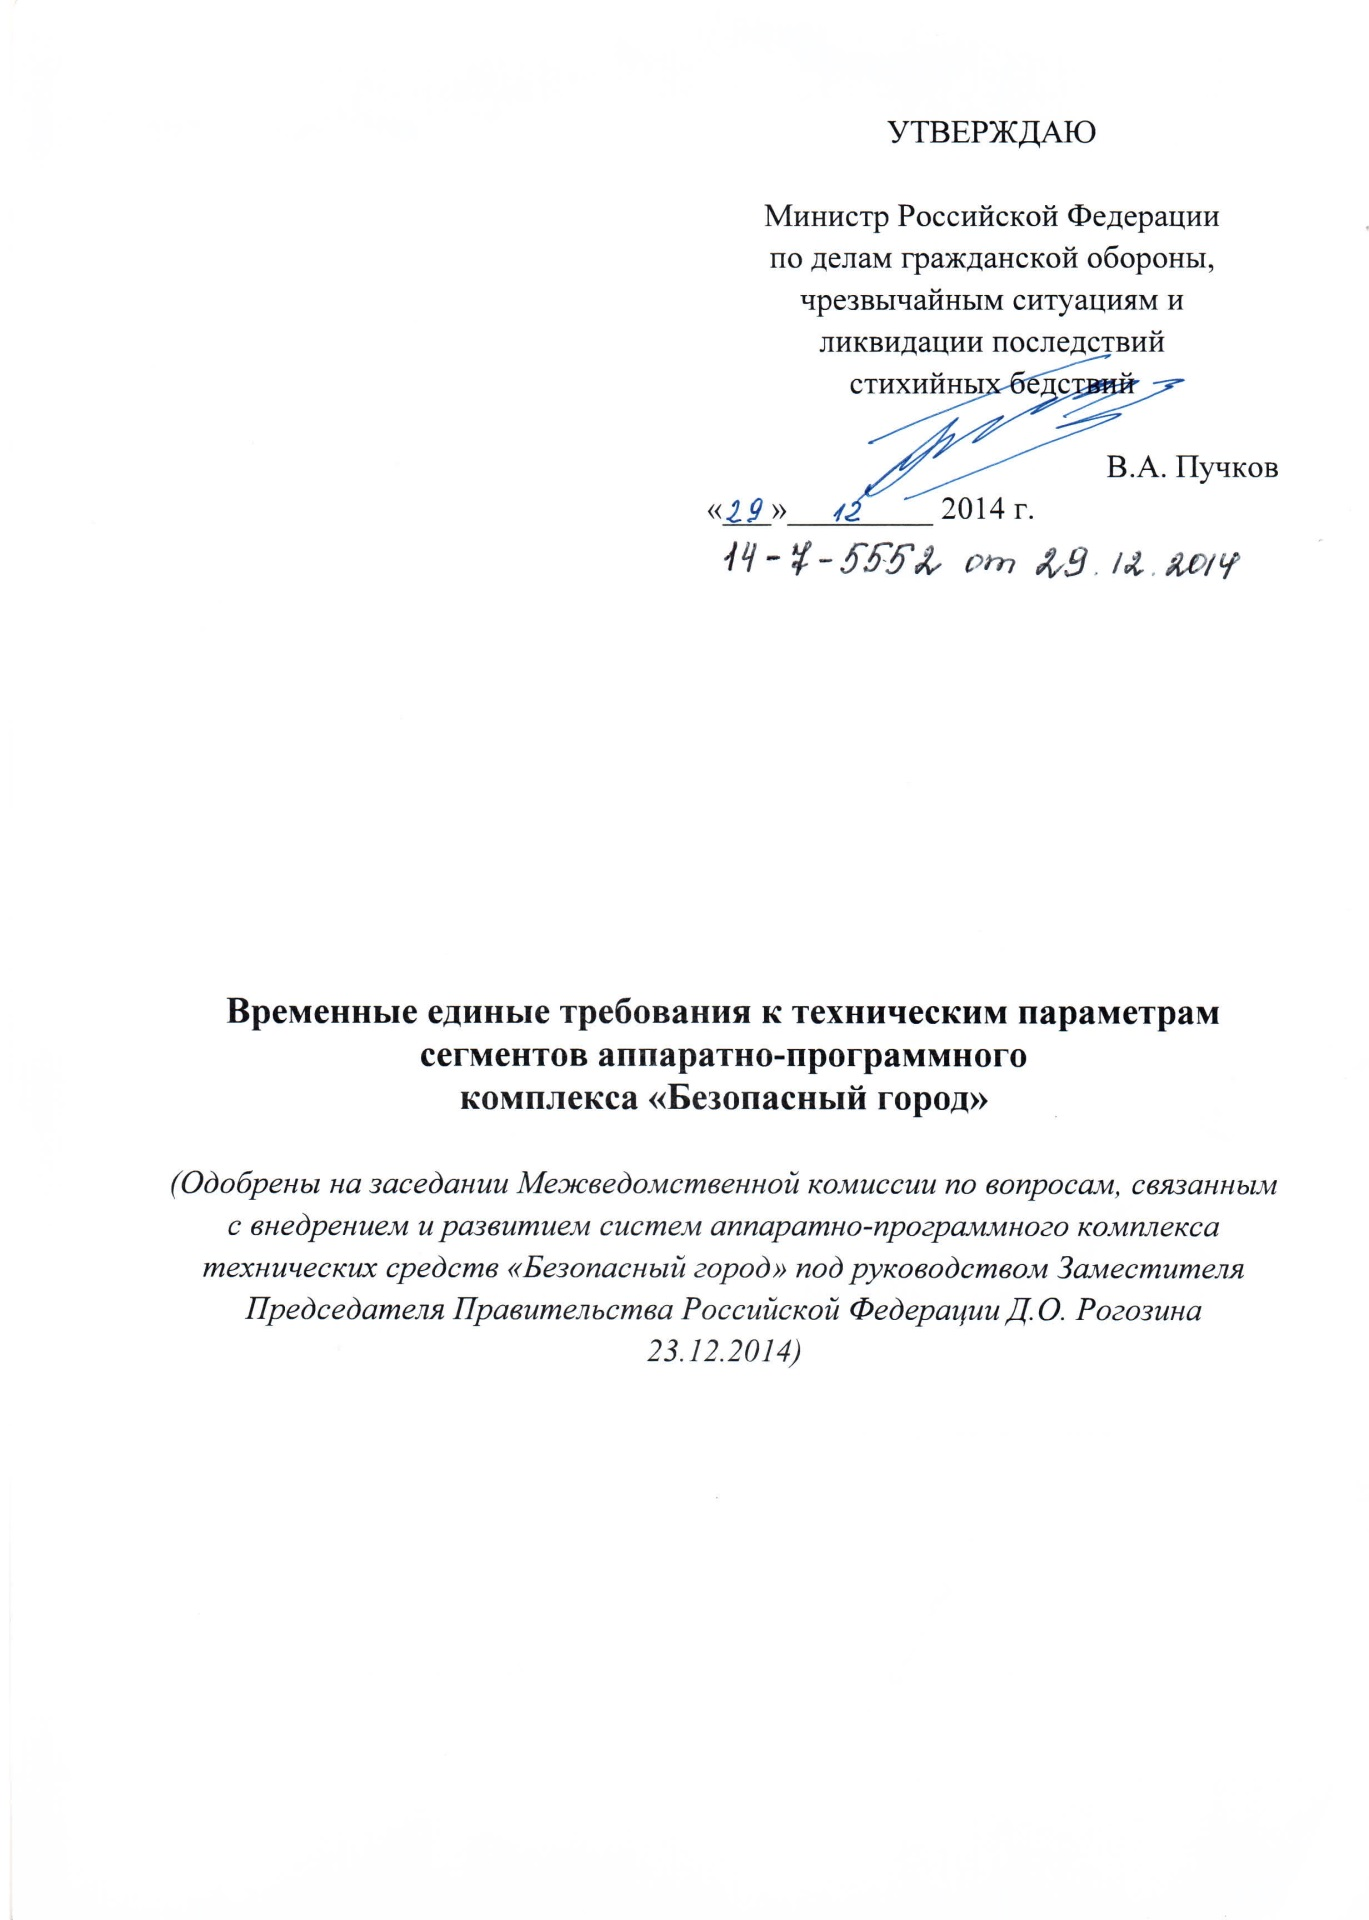 УТВЕРЖДАЮ
Министр Российской Федерации
по делам гражданской обороны,
чрезвычайным ситуациям и
ликвидации последствий
стихийных бедствий
В.А. Пучков
«29» 12 2014 г.
14-7-5552 от 29.12.2014
Временные единые требования к техническим параметрам
сегментов аппаратно-программного
комплекса «Безопасный город»
(Одобрены на заседании Межведомственной комиссии по вопросам, связанным
с внедрением и развитием систем аппаратно-программного комплекса
технических средств «Безопасный город» под руководством Заместителя
Председателя Правительства Российской Федерации Д.О. Рогозина
23.12.2014)